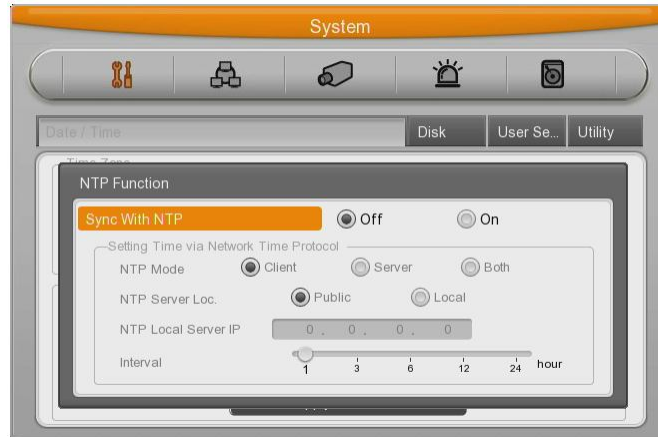 System
Date / Time Disk User Se... Utility
Time Zone
NTP Function
Sync With NTP Off On
Setting Time via Network Time Protocol
NTP Mode Client Server Both
NTP Server Loc. Public Local
NTP Local Server IP 0 . 0 . 0 . 0
Interval 1 3 6 12 24 hour